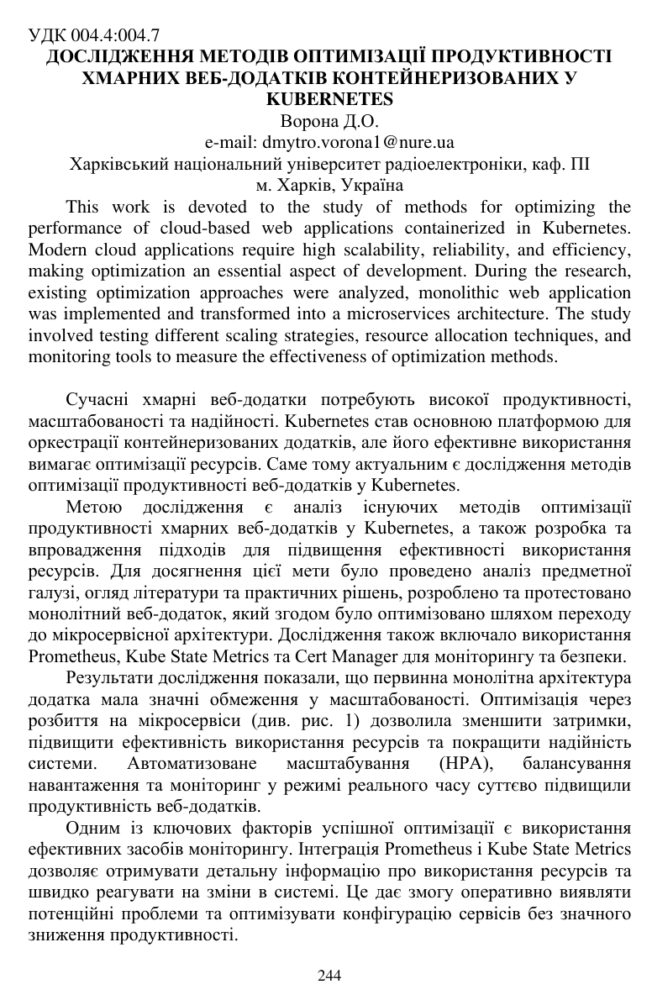 УДК 004.4:004.7
ДОСЛІДЖЕННЯ МЕТОДІВ ОПТИМІЗАЦІЇ ПРОДУКТИВНОСТІ
ХМАРНИХ ВЕБ-ДОДАТКІВ КОНТЕЙНЕРИЗОВАНИХ У
KUBERNETES
Ворона Д.О.
e-mail: dmytro.vorona1@nure.ua
Харківський національний університет радіоелектроніки, каф. ПІ
м. Харків, Україна
This work is devoted to the study of methods for optimizing the
performance of cloud-based web applications containerized in Kubernetes.
Modern cloud applications require high scalability, reliability, and efficiency,
making optimization an essential aspect of development. During the research,
existing optimization approaches were analyzed, monolithic web application
was implemented and transformed into a microservices architecture. The study
involved testing different scaling strategies, resource allocation techniques, and
monitoring tools to measure the effectiveness of optimization methods.
Сучасні хмарні веб-додатки потребують високої продуктивності,
масштабованості та надійності. Kubernetes став основною платформою для
оркестрації контейнеризованих додатків, але його ефективне використання
вимагає оптимізації ресурсів. Саме тому актуальним є дослідження методів
оптимізації продуктивності веб-додатків у Kubernetes.
Метою дослідження є аналіз існуючих методів оптимізації
продуктивності хмарних веб-додатків у Kubernetes, а також розробка та
впровадження підходів для підвищення ефективності використання
ресурсів. Для досягнення цієї мети було проведено аналіз предметної
галузі, огляд літератури та практичних рішень, розроблено та протестовано
монолітний веб-додаток, який згодом було оптимізовано шляхом переходу
до мікросервісної архітектури. Дослідження також включало використання
Prometheus, Kube State Metrics та Cert Manager для моніторингу та безпеки.
Результати дослідження показали, що первинна монолітна архітектура
додатка мала значні обмеження у масштабованості. Оптимізація через
розбиття на мікросервіси (див. рис. 1) дозволила зменшити затримки,
підвищити ефективність використання ресурсів та покращити надійність
системи. Автоматизоване масштабування (HPA), балансування
навантаження та моніторинг у режимі реального часу суттєво підвищили
продуктивність веб-додатків.
Одним із ключових факторів успішної оптимізації є використання
ефективних засобів моніторингу. Інтеграція Prometheus і Kube State Metrics
дозволяє отримувати детальну інформацію про використання ресурсів та
швидко реагувати на зміни в системі. Це дає змогу оперативно виявляти
потенційні проблеми та оптимізувати конфігурацію сервісів без значного
зниження продуктивності.
244